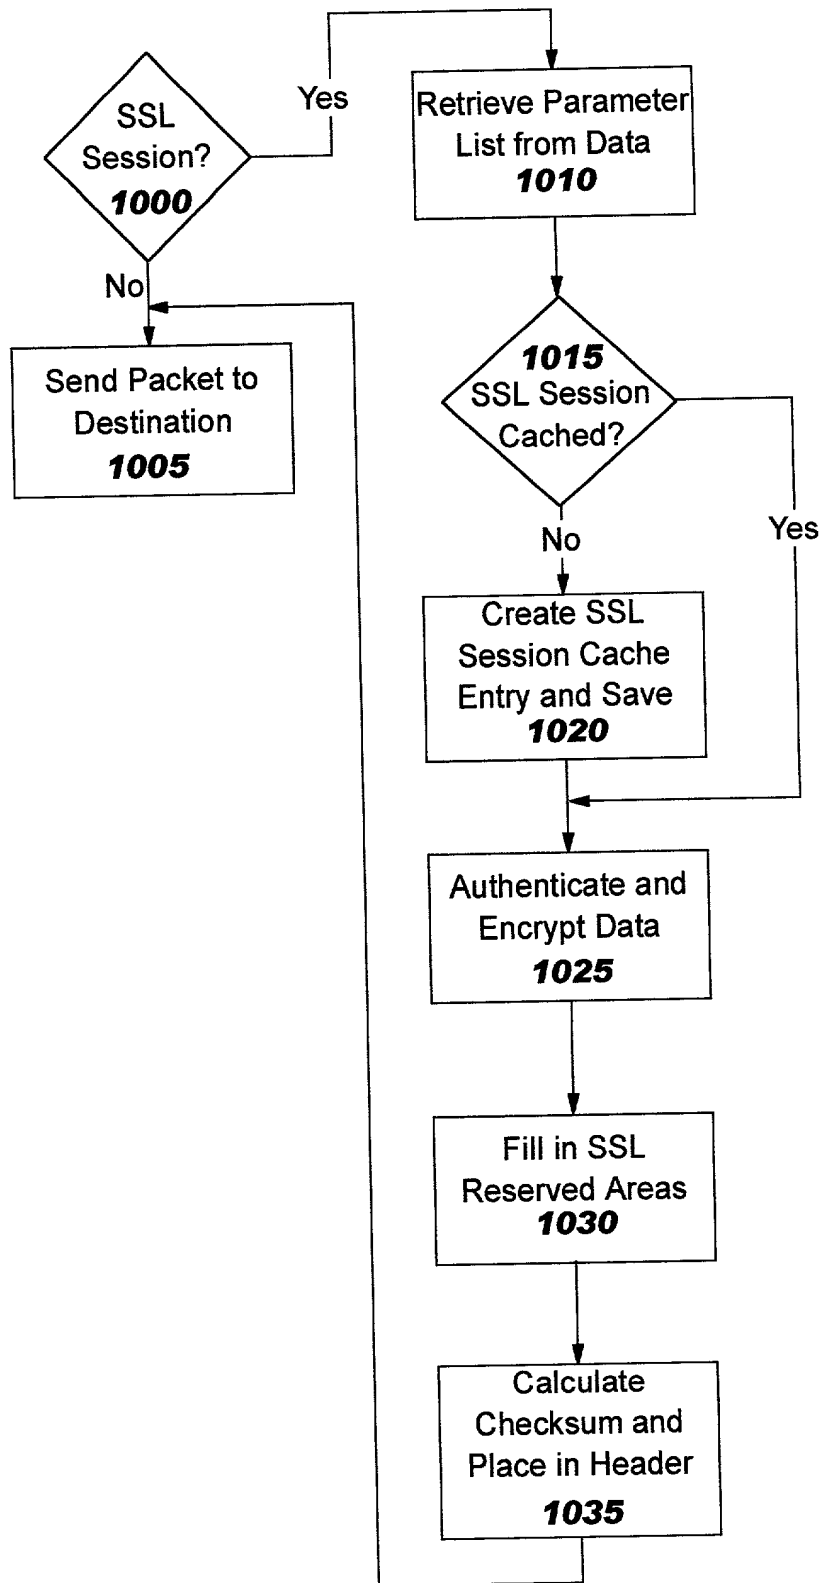 SSL
Session?
1000
Yes
No
Send Packet to
Destination
1005
Retrieve Parameter
List from Data
1010
1015
SSL Session
Cached?
Yes
No
Create SSL
Session Cache
Entry and Save
1020
Authenticate and
Encrypt Data
1025
Fill in SSL
Reserved Areas
1030
Calculate
Checksum and
Place in Header
1035